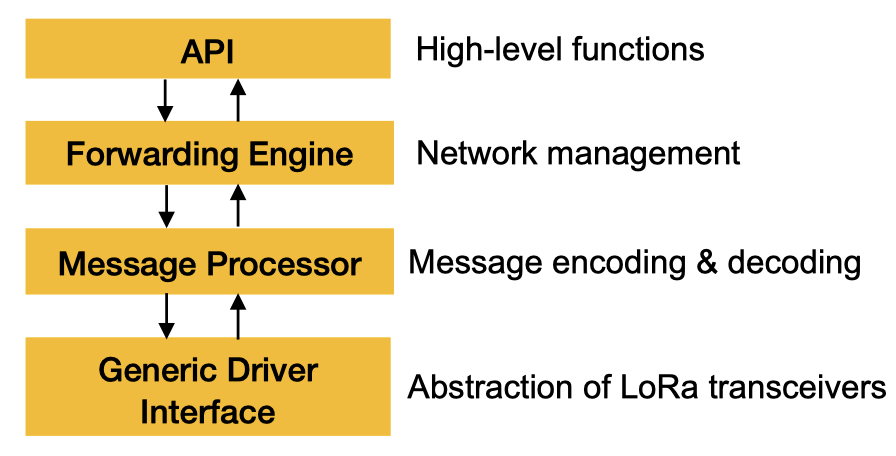 API
High-level functions
Forwarding Engine
Network management
Message Processor
Message encoding & decoding
Generic Driver
Interface
Abstraction of LoRa transceivers